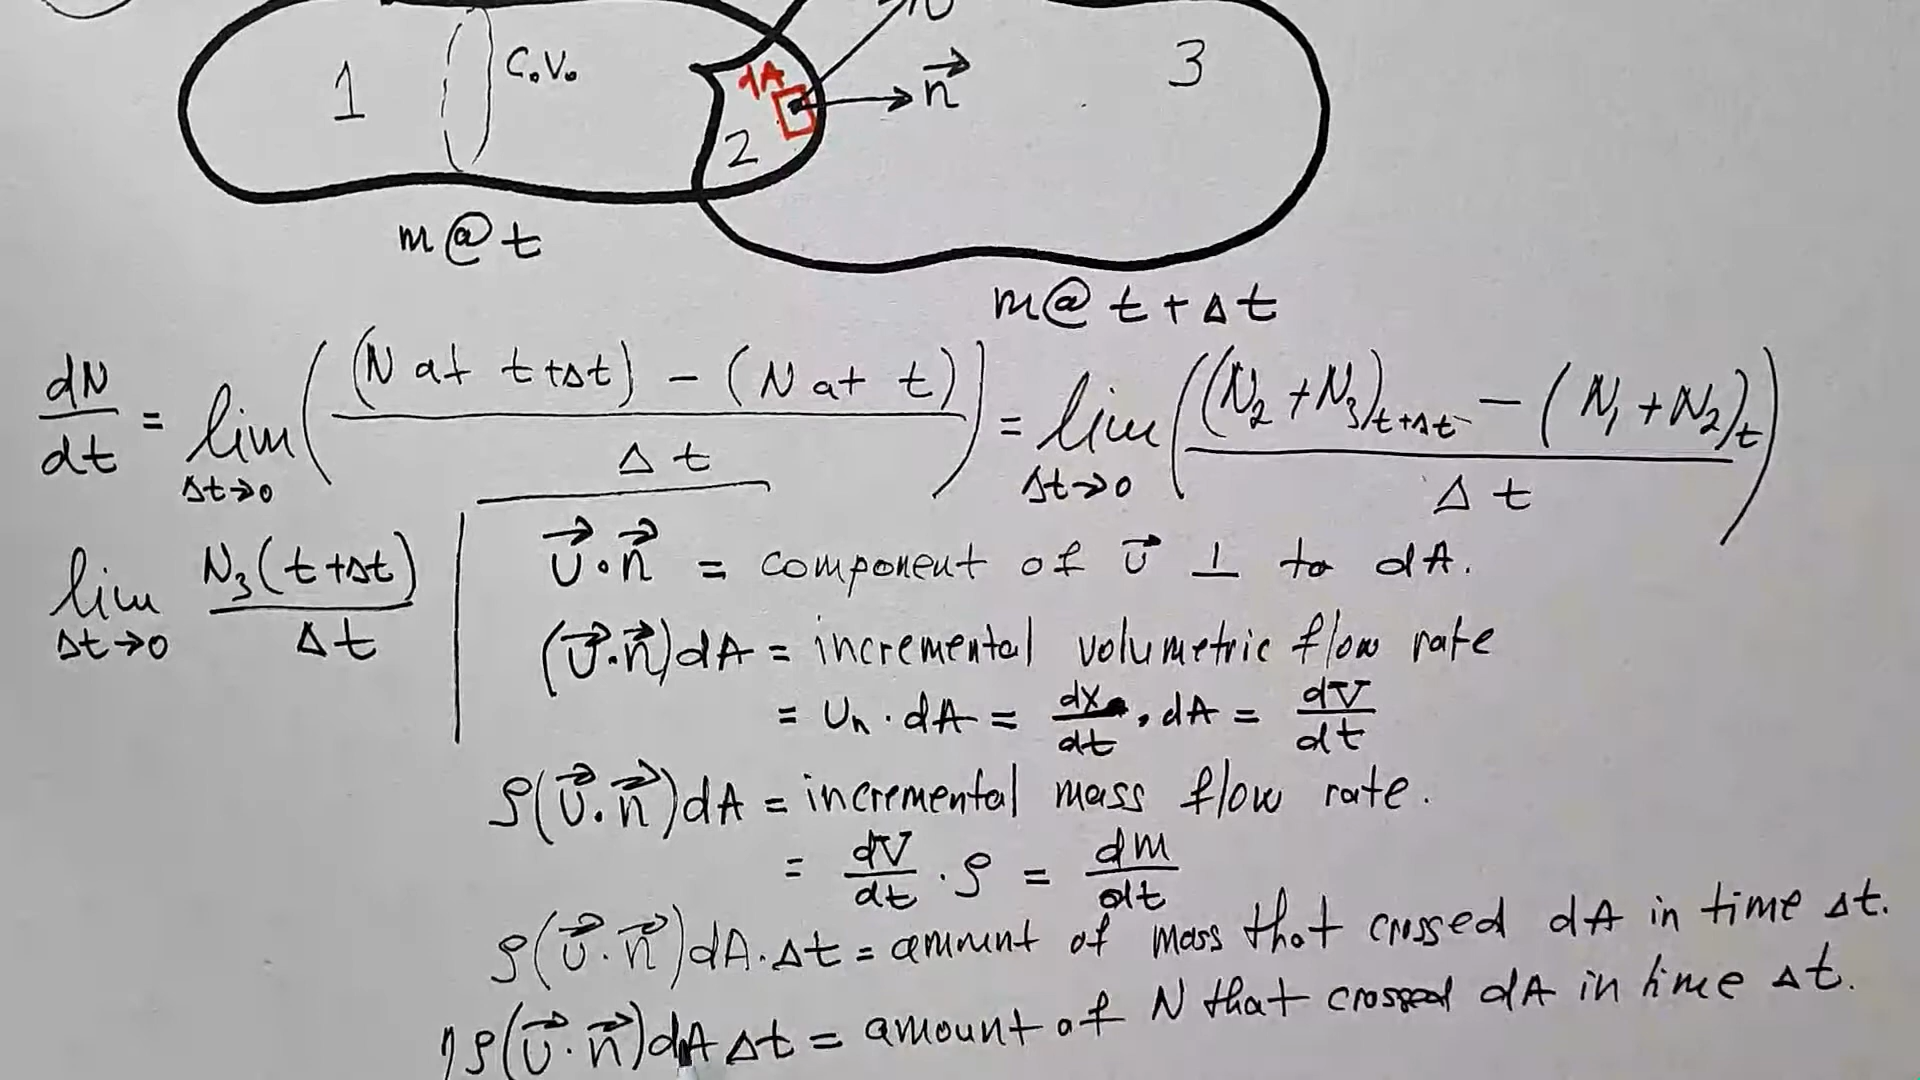 1 C.V. dA 2 n⃗ 3
m@t
m@ t+Δt
dN/dt = lim Δt→0 ( ((N at t+Δt) − (N at t)) / Δt ) = lim Δt→0 ( ((N₂+N₃)t+Δt − (N₁+N₂)t) / Δt )
lim Δt→0 N₃(t+Δt) / Δt
υ⃗·n⃗ = component of υ⃗ ⊥ to dA.
(υ⃗·n⃗)dA = incremental volumetric flow rate
= υn · dA = dx/dt · dA = dV/dt
ρ(υ⃗·n⃗)dA = incremental mass flow rate.
= dV/dt · ρ = dm/dt
ρ(υ⃗·n⃗)dA·Δt = amount of mass that crossed dA in time Δt.
ηρ(υ⃗·n⃗)dA Δt = amount of N that crossed dA in time Δt.